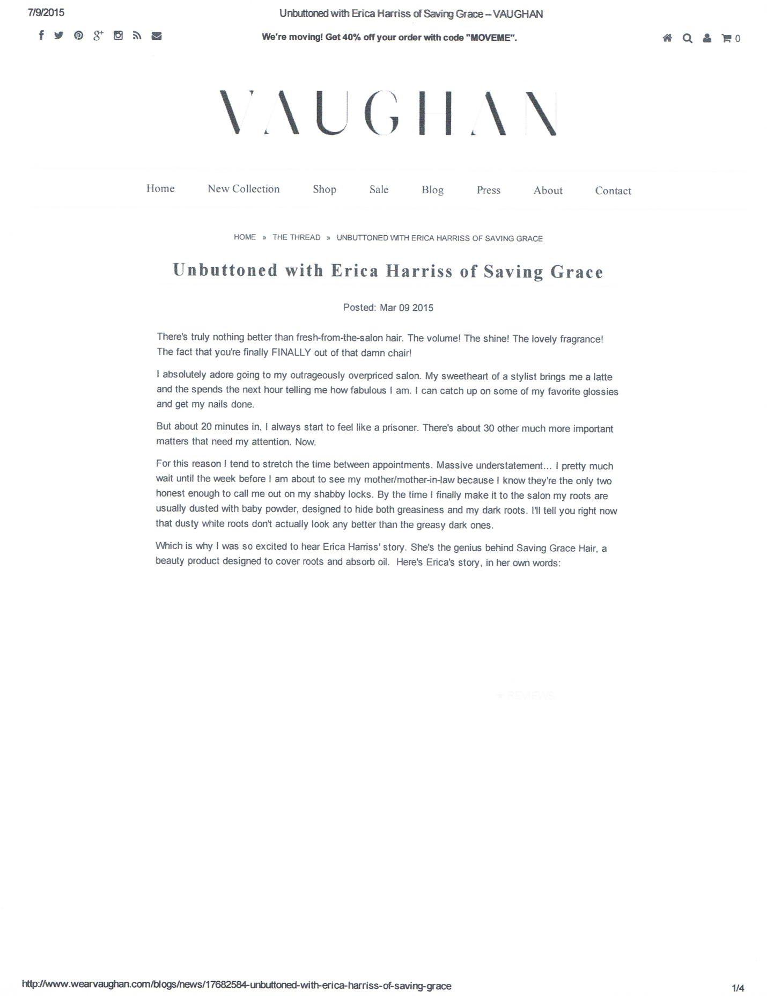 7/9/2015 Unbuttoned with Erica Harriss of Saving Grace – VAUGHAN
We're moving! Get 40% off your order with code "MOVEME". 0
VAUGHAN
Home New Collection Shop Sale Blog Press About Contact
HOME » THE THREAD » UNBUTTONED WITH ERICA HARRISS OF SAVING GRACE
Unbuttoned with Erica Harriss of Saving Grace
Posted: Mar 09 2015
There's truly nothing better than fresh-from-the-salon hair. The volume! The shine! The lovely fragrance!
The fact that you're finally FINALLY out of that damn chair!
I absolutely adore going to my outrageously overpriced salon. My sweetheart of a stylist brings me a latte
and the spends the next hour telling me how fabulous I am. I can catch up on some of my favorite glossies
and get my nails done.
But about 20 minutes in, I always start to feel like a prisoner. There's about 30 other much more important
matters that need my attention. Now.
For this reason I tend to stretch the time between appointments. Massive understatement... I pretty much
wait until the week before I am about to see my mother/mother-in-law because I know they're the only two
honest enough to call me out on my shabby locks. By the time I finally make it to the salon my roots are
usually dusted with baby powder, designed to hide both greasiness and my dark roots. I'll tell you right now
that dusty white roots don't actually look any better than the greasy dark ones.
Which is why I was so excited to hear Erica Harriss' story. She's the genius behind Saving Grace Hair, a
beauty product designed to cover roots and absorb oil. Here's Erica's story, in her own words:
★ REVIEWS
http://www.wearvaughan.com/blogs/news/17682584-unbuttoned-with-erica-harriss-of-saving-grace 1/4